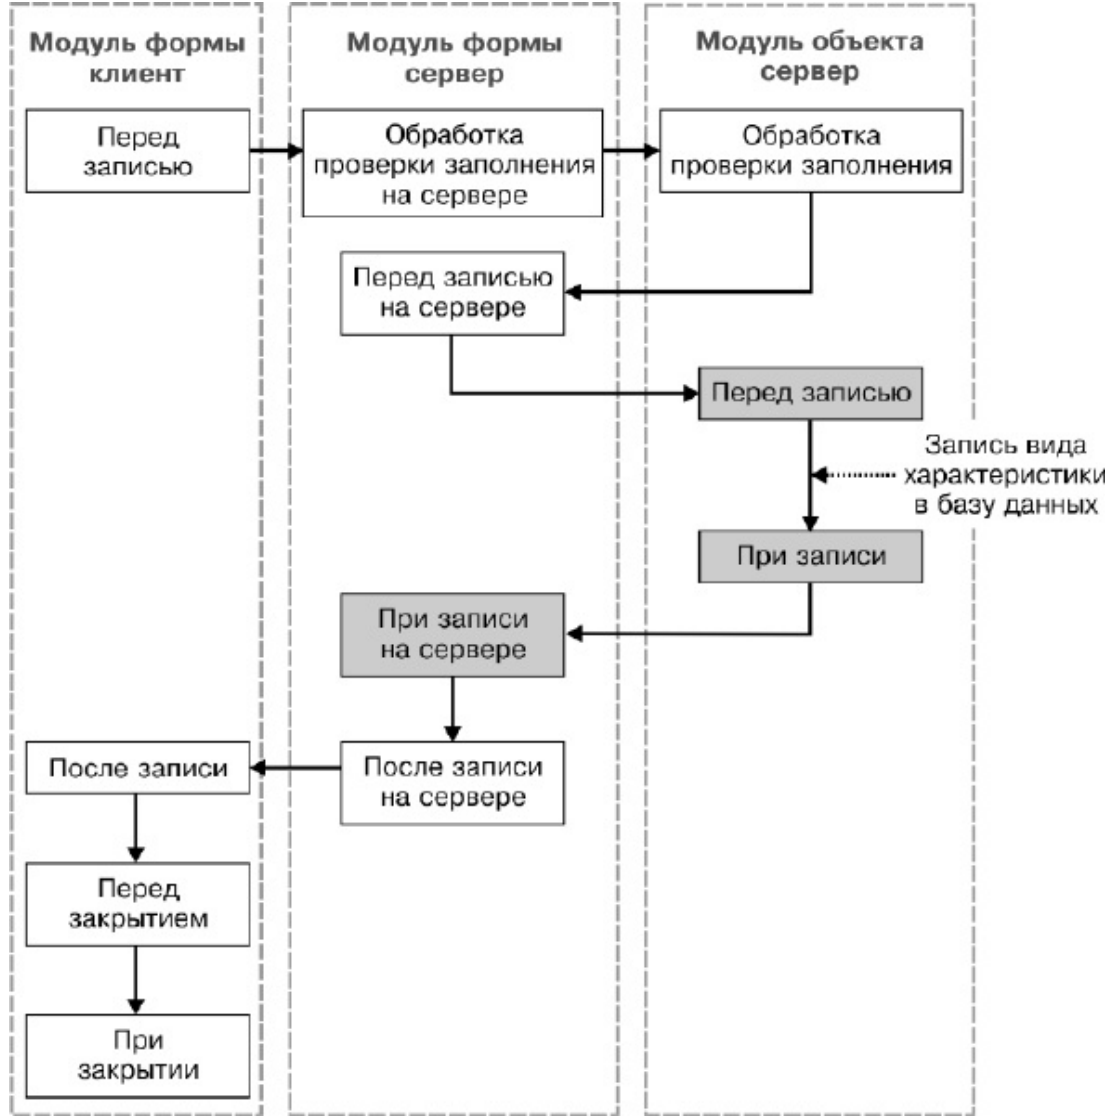 Модуль формы
клиент
Модуль формы
сервер
Модуль объекта
сервер
Перед
записью
Обработка
проверки заполнения
на сервере
Обработка
проверки заполнения
Перед записью
на сервере
Перед записью
Запись вида
характеристики
в базу данных
При записи
При записи
на сервере
После записи
После записи
на сервере
Перед
закрытием
При
закрытии